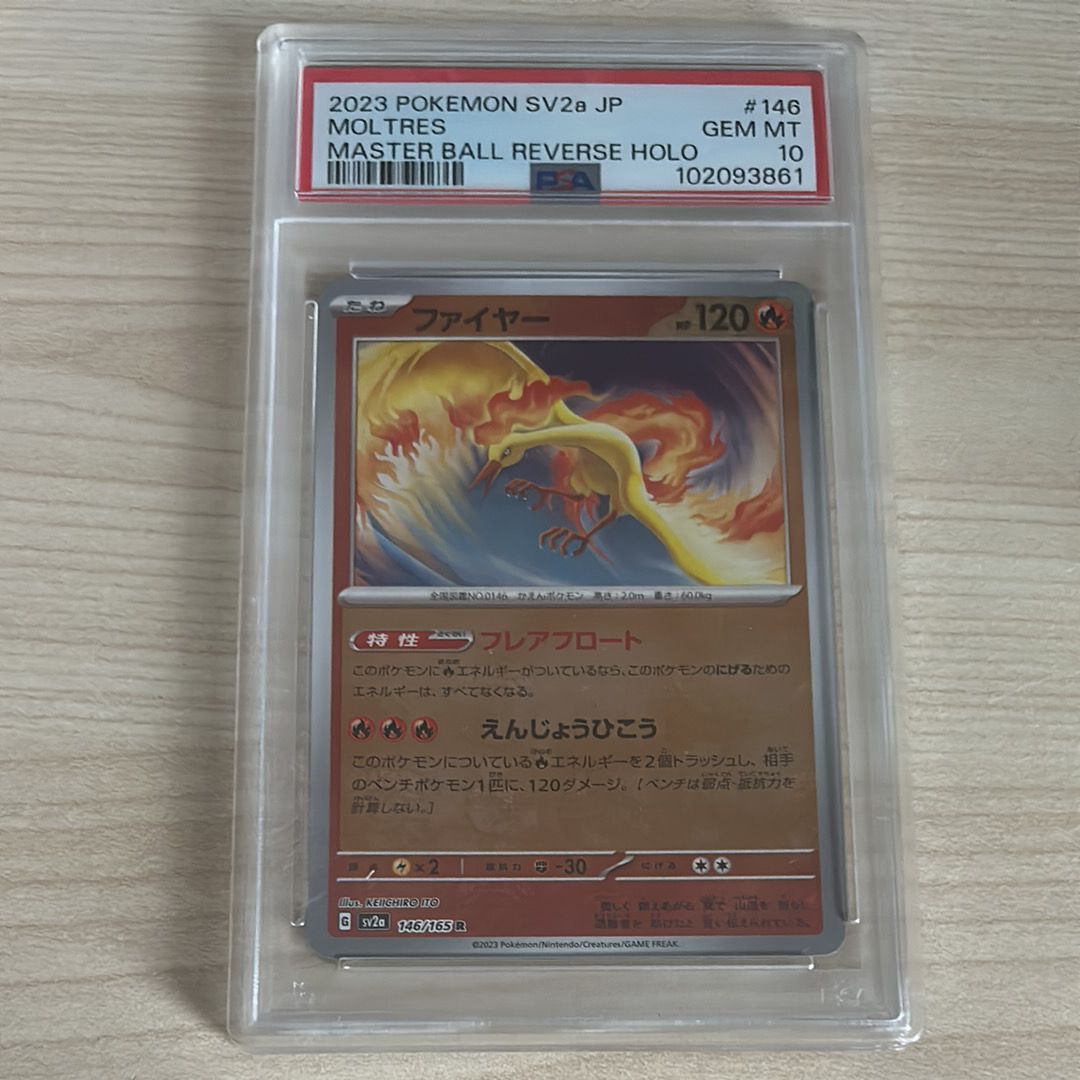 2023 POKEMON SV2a JP #146
MOLTRES GEM MT
MASTER BALL REVERSE HOLO 10
PSA 102093861
たね ファイヤー HP 120
全国図鑑NO.0146 かえんポケモン 高さ:2.0m 重さ:60.0kg
特性 フレアフロート
このポケモンにエネルギーがついているなら、このポケモンのにげるための
エネルギーは、すべてなくなる。
えんじょうひこう
このポケモンについているエネルギーを2個トラッシュし、相手
のベンチポケモン1匹に、120ダメージ。[ベンチは弱点・抵抗力を
計算しない。]
×2 抵抗力 -30 にげる
illus. KEIICHIRO ITO
G sv2a 146/165 R
©2023 Pokémon/Nintendo/Creatures/GAME FREAK.